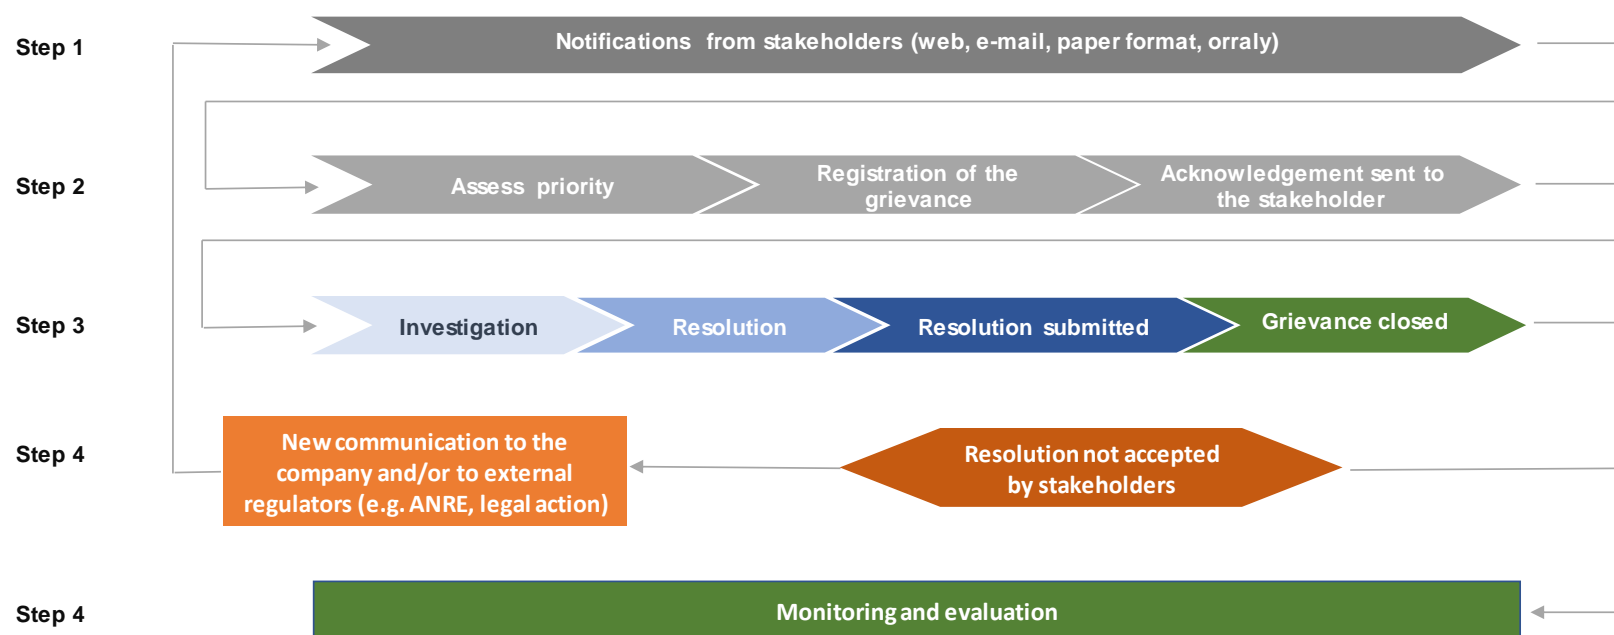 Step 1
Notifications from stakeholders (web, e-mail, paper format, orraly)
Step 2
Assess priority
Registration of the
grievance
Acknowledgement sent to
the stakeholder
Step 3
Investigation
Resolution
Resolution submitted
Grievance closed
Step 4
New communication to the
company and/or to external
regulators (e.g. ANRE, legal action)
Resolution not accepted
by stakeholders
Step 4
Monitoring and evaluation